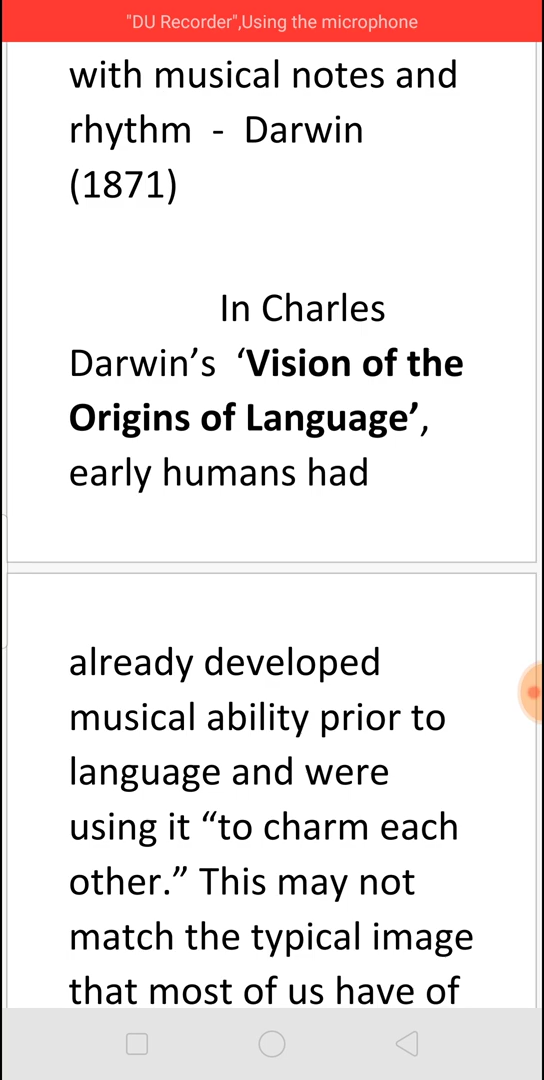 "DU Recorder",Using the microphone
with musical notes and
rhythm - Darwin
(1871)
In Charles
Darwin’s ‘Vision of the
Origins of Language’,
early humans had
already developed
musical ability prior to
language and were
using it “to charm each
other.” This may not
match the typical image
that most of us have of